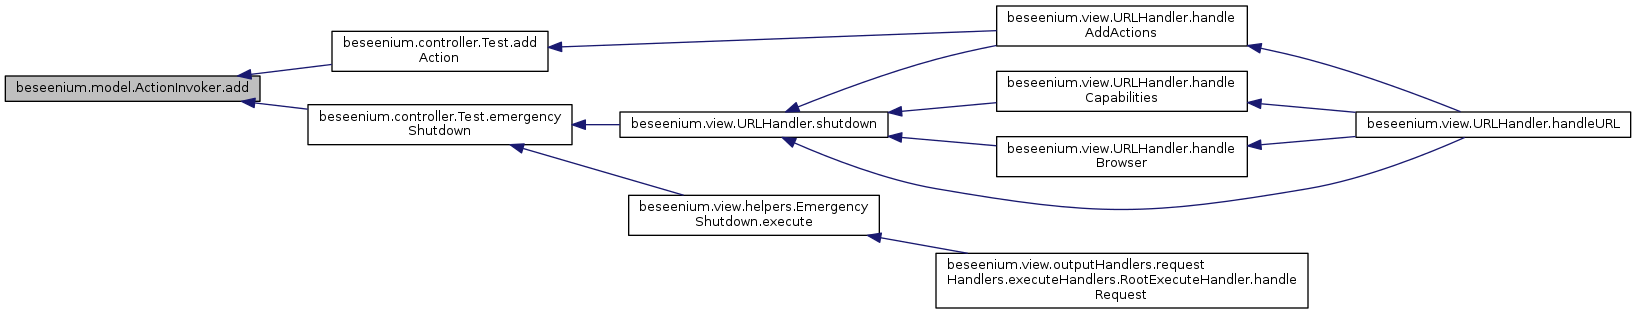 beseenium.model.ActionInvoker.add
beseenium.controller.Test.add
Action
beseenium.controller.Test.emergency
Shutdown
beseenium.view.URLHandler.shutdown
beseenium.view.helpers.Emergency
Shutdown.execute
beseenium.view.URLHandler.handle
AddActions
beseenium.view.URLHandler.handle
Capabilities
beseenium.view.URLHandler.handle
Browser
beseenium.view.outputHandlers.request
Handlers.executeHandlers.RootExecuteHandler.handle
Request
beseenium.view.URLHandler.handleURL